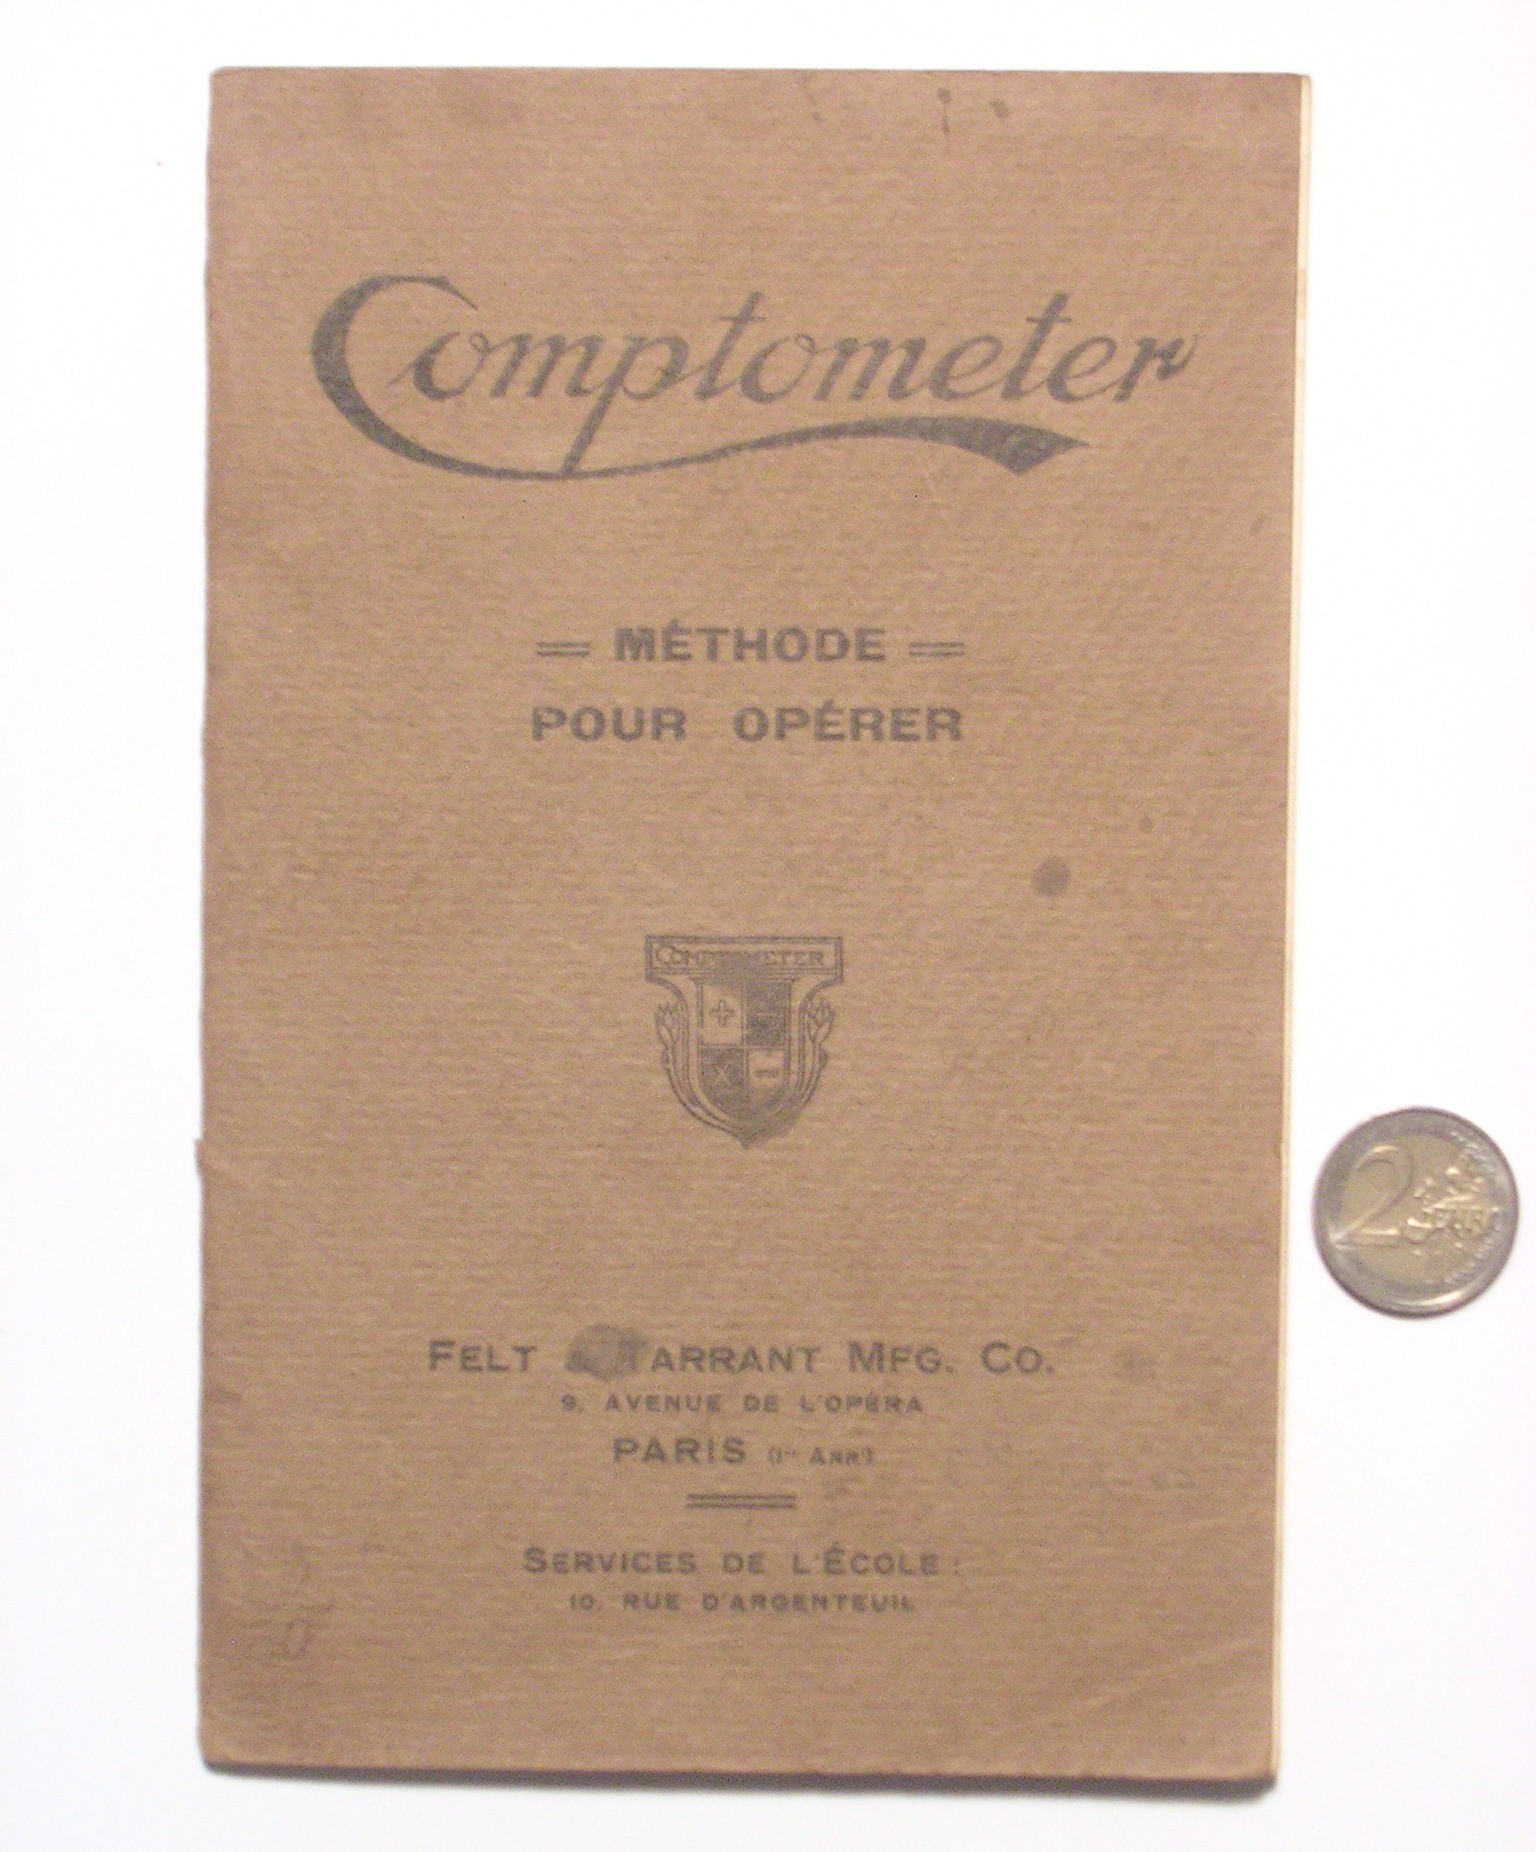 Comptometer
= MÉTHODE =
POUR OPÉRER
COMPTOMETER
+
X −
FELT & TARRANT MFG. CO.
9, AVENUE DE L'OPÉRA
PARIS (1er ARRt)
SERVICES DE L'ÉCOLE :
10, RUE D'ARGENTEUIL
2
EURO